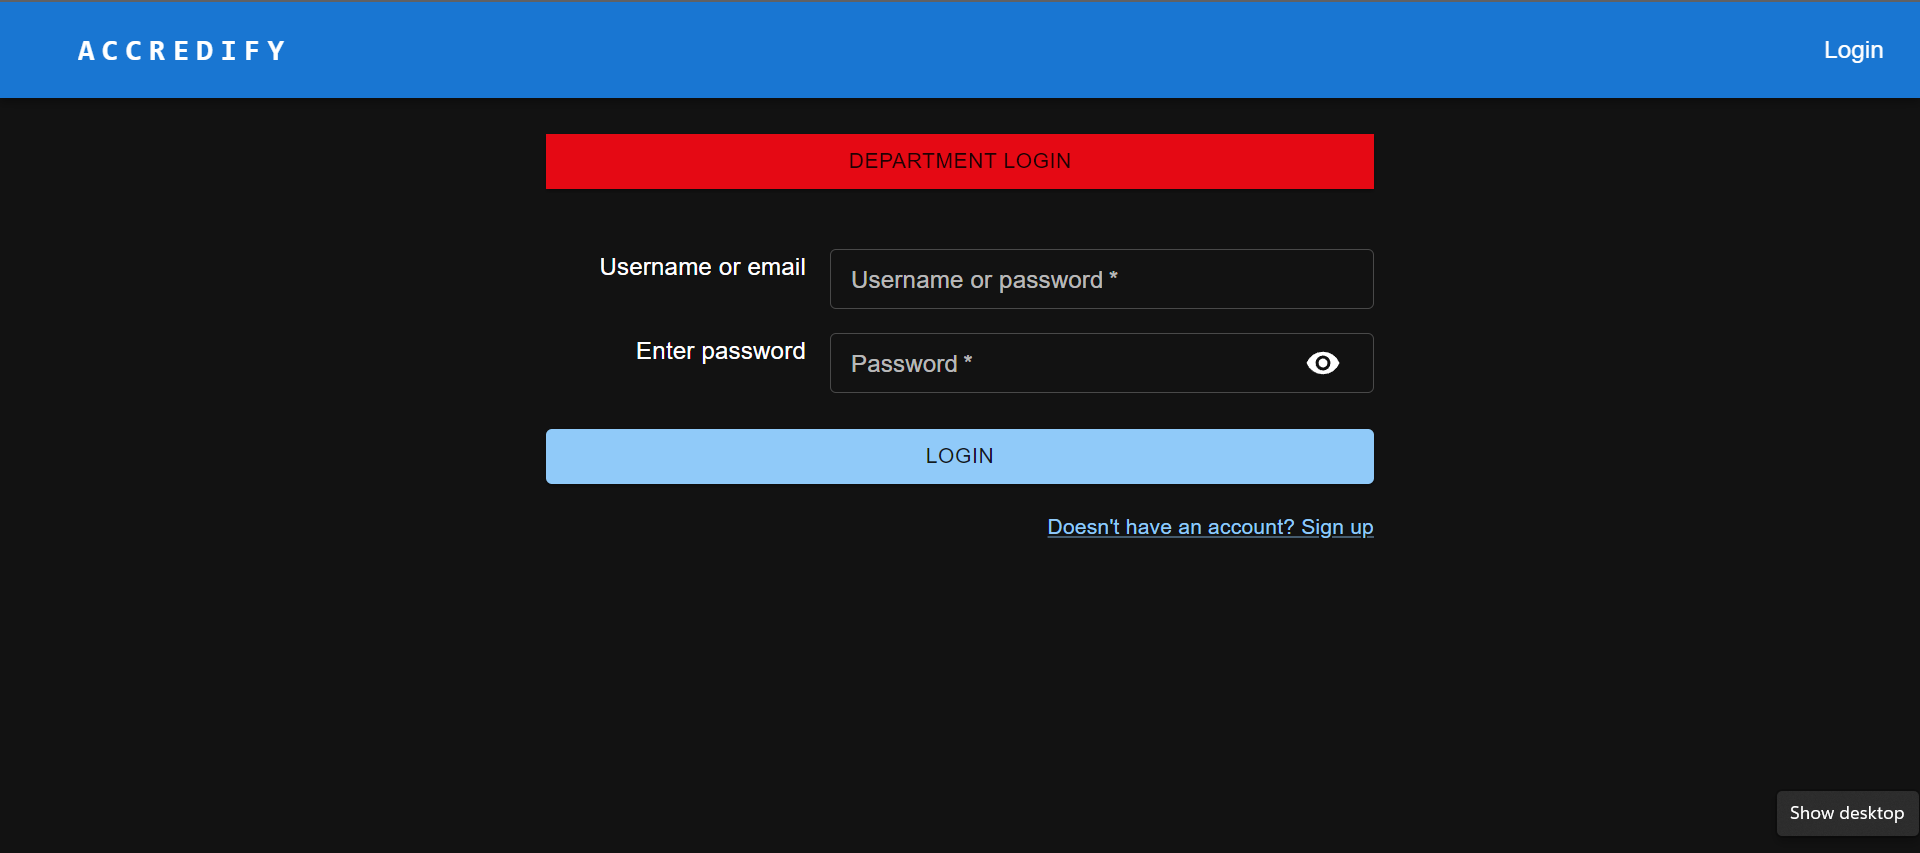 ACCREDIFY
Login
DEPARTMENT LOGIN
Username or email
Username or password *
Enter password
Password *
LOGIN
Doesn't have an account? Sign up
Show desktop